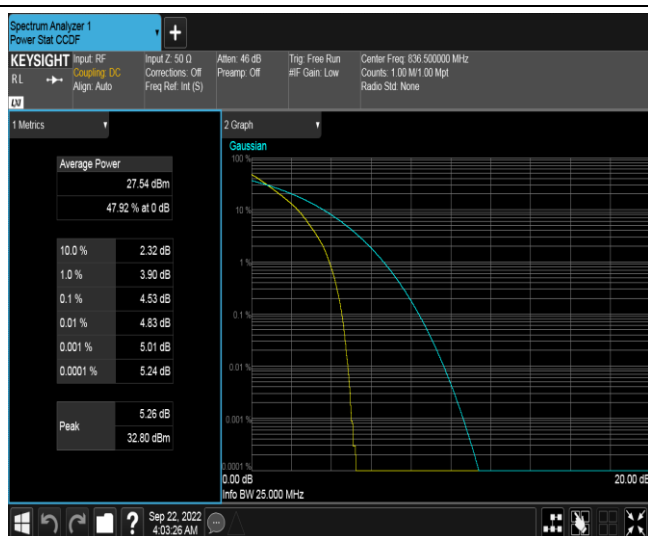 Spectrum Analyzer 1
Power Stat CCDF
+
KEYSIGHT
RL
LXI
Input: RF
Coupling: DC
Align: Auto
Input Z: 50 Ω
Corrections: Off
Freq Ref: Int (S)
Atten: 46 dB
Preamp: Off
Trig: Free Run
#IF Gain: Low
Center Freq: 836.500000 MHz
Counts: 1.00 M/1.00 Mpt
Radio Std: None
1 Metrics
Average Power
27.54 dBm
47.92 % at 0 dB
10.0 % 2.32 dB
1.0 % 3.90 dB
0.1 % 4.53 dB
0.01 % 4.83 dB
0.001 % 5.01 dB
0.0001 % 5.24 dB
Peak
5.26 dB
32.80 dBm
2 Graph
Gaussian
100 %
10 %
1 %
0.1 %
0.01 %
0.001 %
0.0001 %
0.00 dB 20.00 dB
Info BW 25.000 MHz
?
Sep 22, 2022
4:03:26 AM